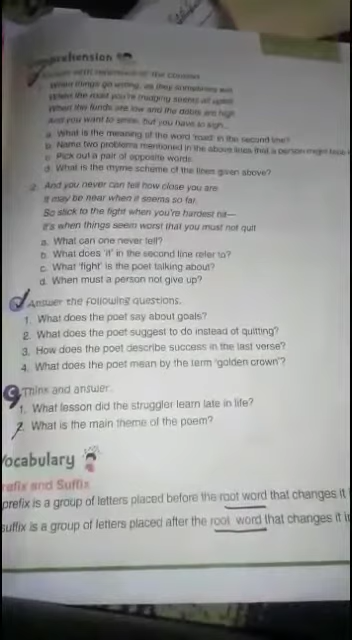 prehension
Answer with reference to the context.
1. When things go wrong, as they sometimes will,
When the road you're trudging seems all uphill
When the funds are low and the debts are high
And you want to smile, but you have to sigh...
a. What is the meaning of the word 'road' in the second line?
b. Name two problems mentioned in the above lines that a person might face
c. Pick out a pair of opposite words.
d. What is the rhyme scheme of the lines given above?
2. And you never can tell how close you are
It may be near when it seems so far,
So stick to the fight when you're hardest hit—
It's when things seem worst that you must not quit
a. What can one never tell?
b. What does 'it' in the second line refer to?
c. What 'fight' is the poet talking about?
d. When must a person not give up?
Answer the following questions.
1. What does the poet say about goals?
2. What does the poet suggest to do instead of quitting?
3. How does the poet describe success in the last verse?
4. What does the poet mean by the term 'golden crown'?
C Think and answer.
1. What lesson did the struggler learn late in life?
2. What is the main theme of the poem?
Vocabulary
refix and Suffix
prefix is a group of letters placed before the root word that changes it
suffix is a group of letters placed after the root word that changes it